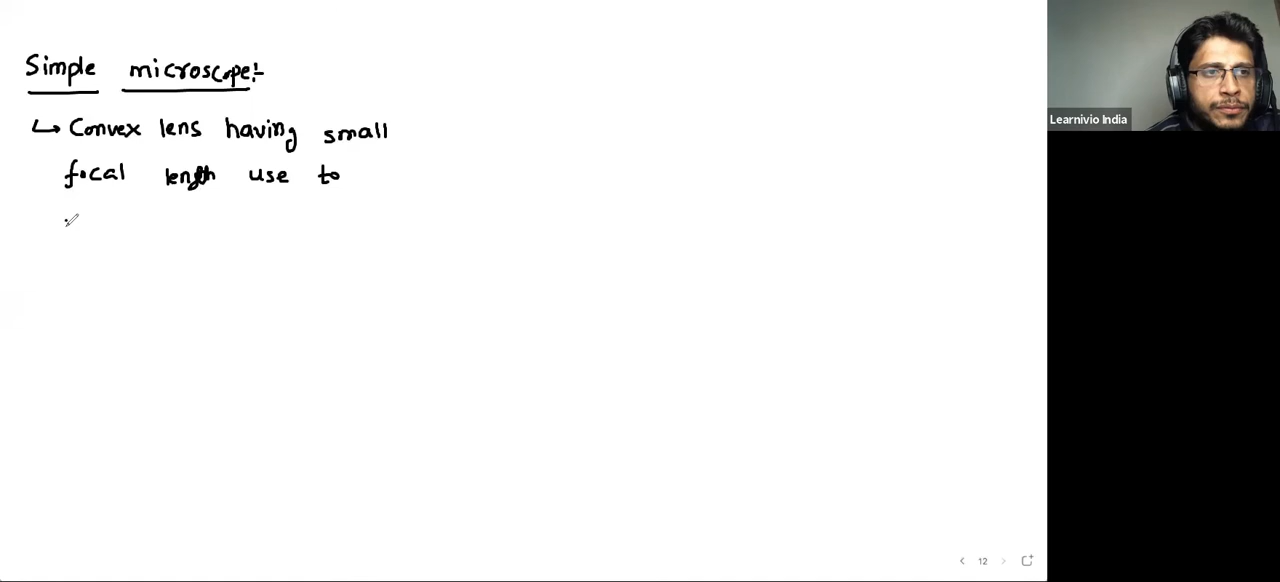 Simple microscope:-
↳ Convex lens having small
focal length use to
Learnivio India
< 12 >